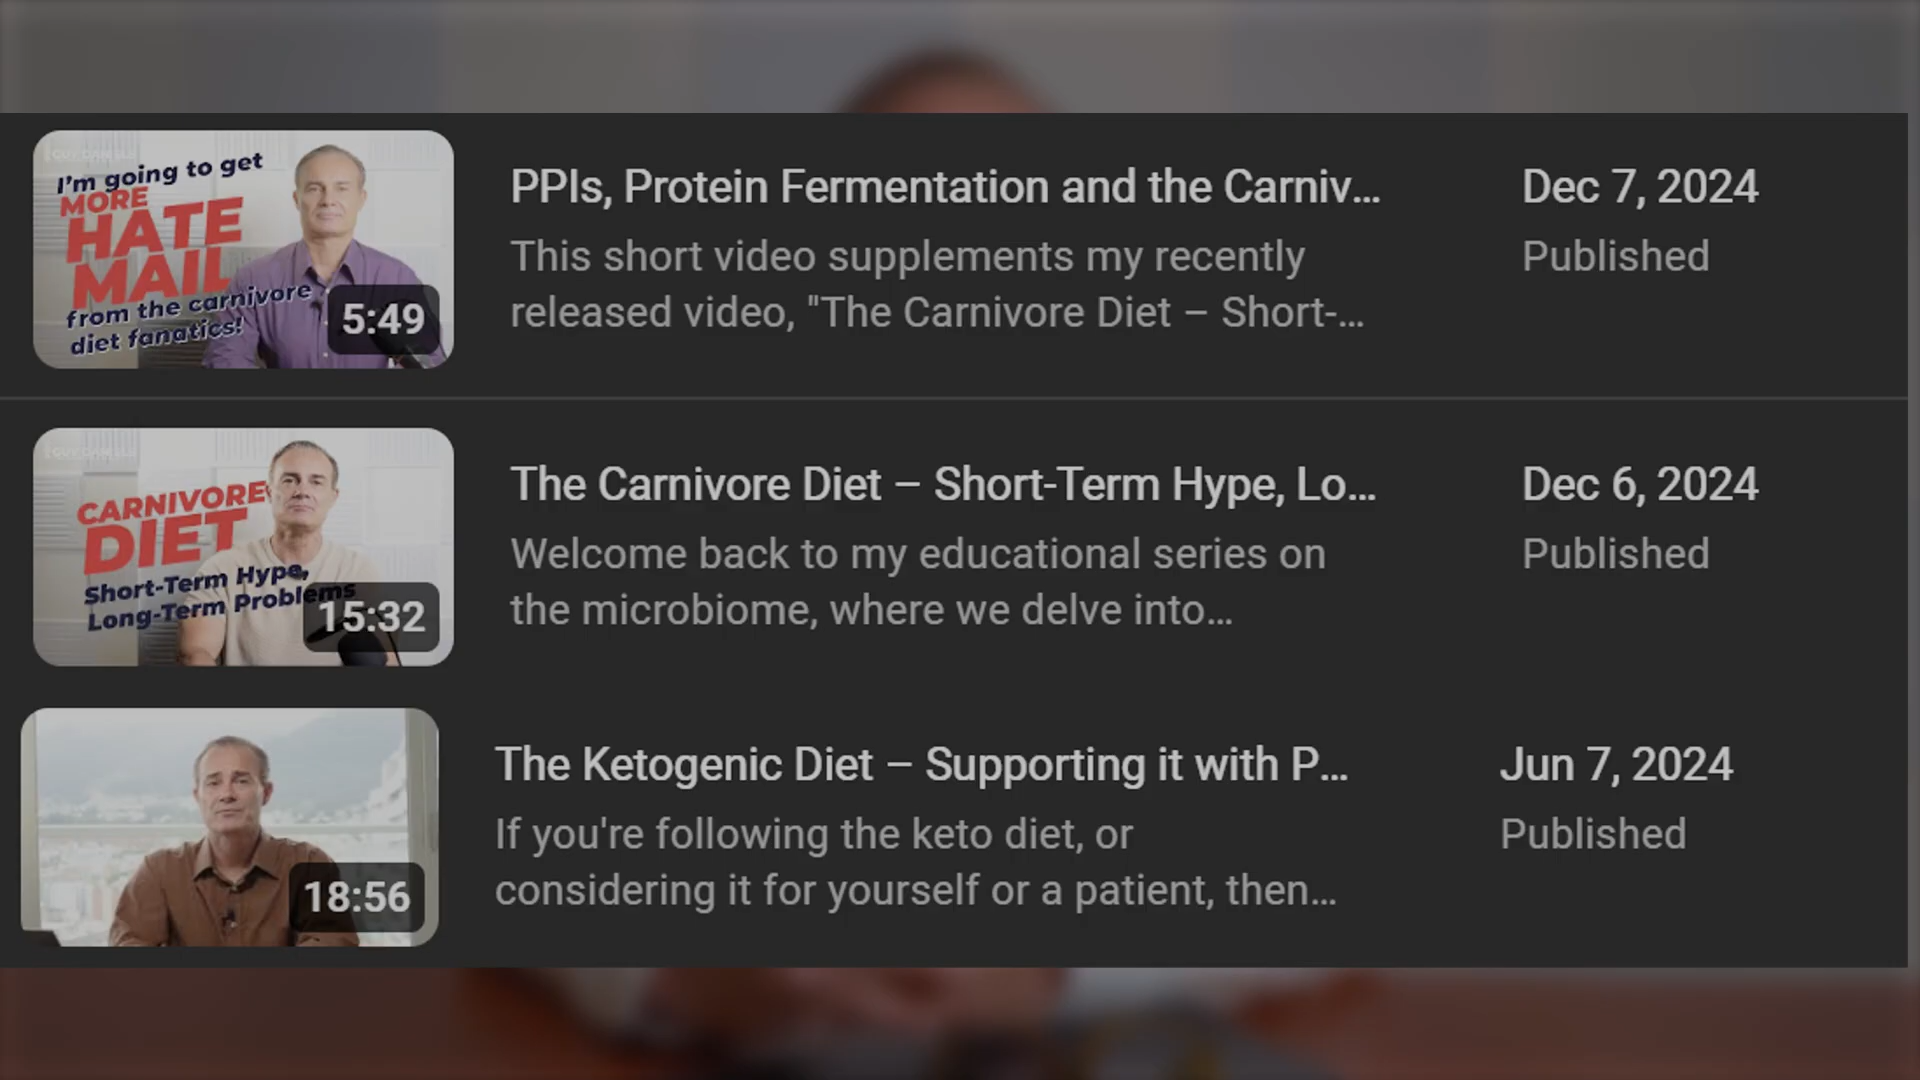 GUY DANIELS
I'm going to get
MORE
HATE
MAIL
from the carnivore
diet fanatics!
5:49
PPIs, Protein Fermentation and the Carniv...
This short video supplements my recently
released video, "The Carnivore Diet – Short-...
Dec 7, 2024
Published
GUY DANIELS
CARNIVORE
DIET
Short-Term Hype,
Long-Term Problems
15:32
The Carnivore Diet – Short-Term Hype, Lo...
Welcome back to my educational series on
the microbiome, where we delve into...
Dec 6, 2024
Published
18:56
The Ketogenic Diet – Supporting it with P...
If you're following the keto diet, or
considering it for yourself or a patient, then...
Jun 7, 2024
Published